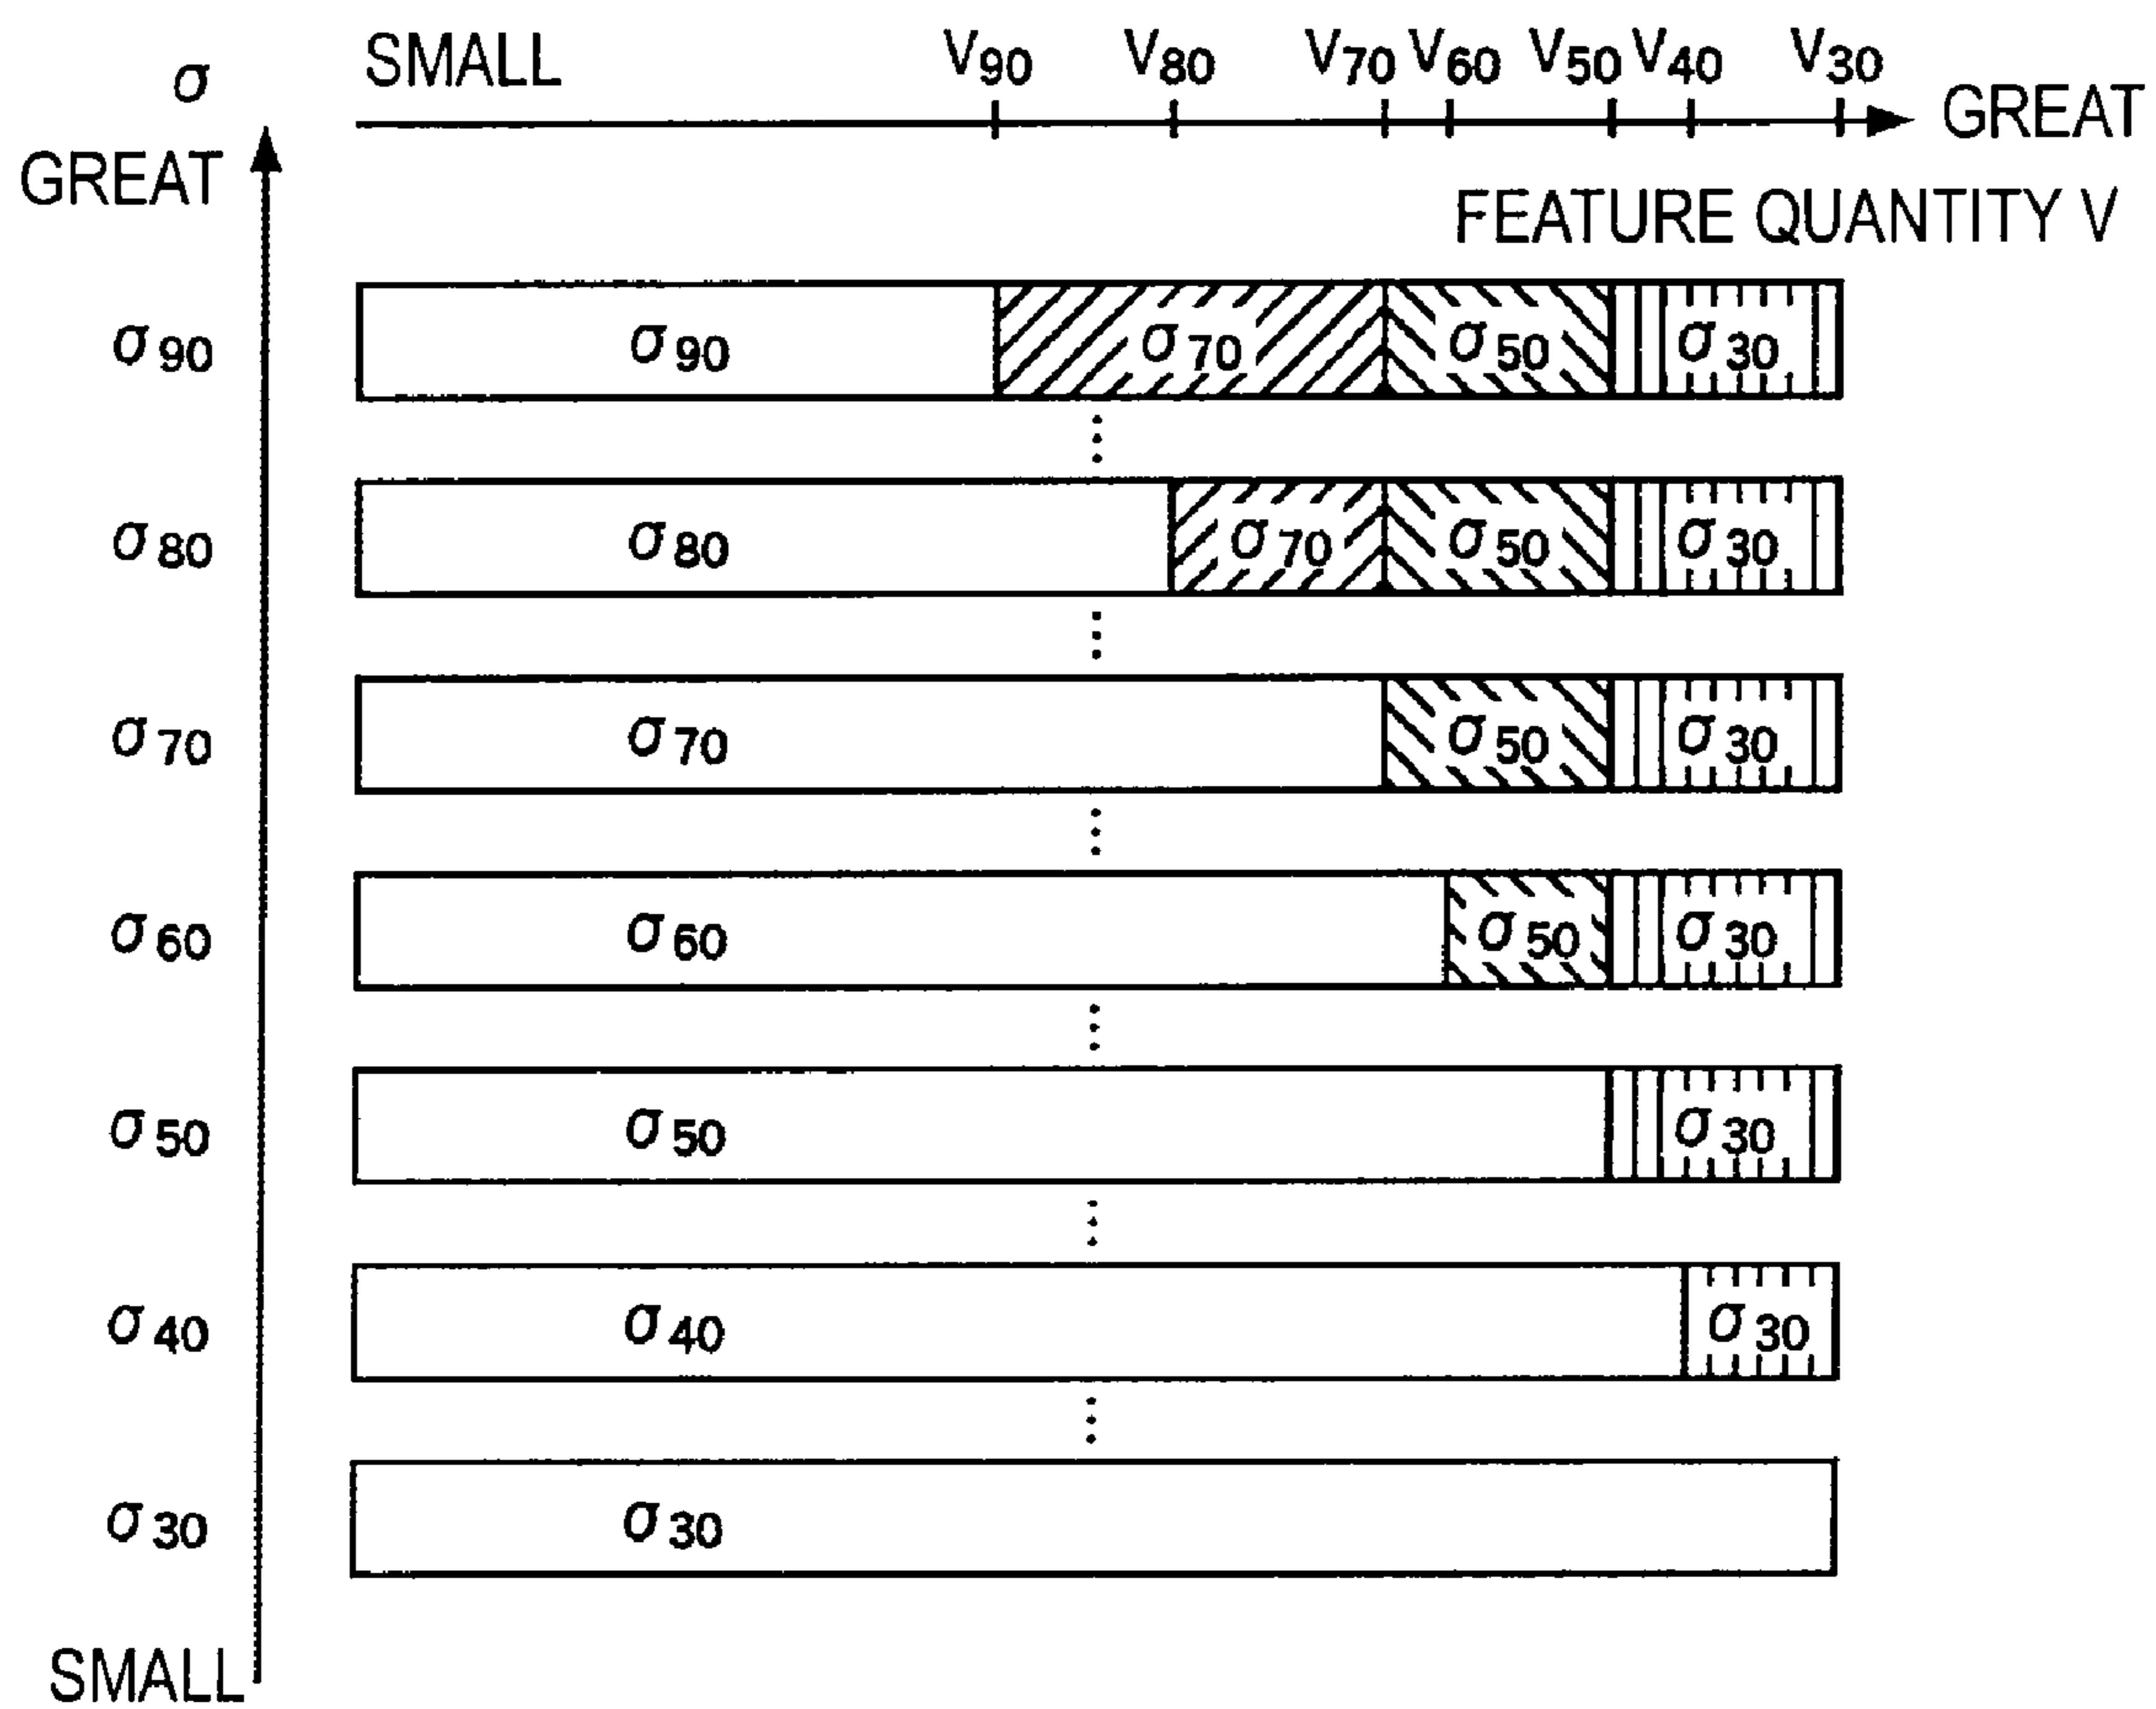 σ SMALL V90 V80 V70 V60 V50 V40 V30
GREAT
GREAT
FEATURE QUANTITY V
σ90 σ90 σ70 σ50 σ30
σ80 σ80 σ70 σ50 σ30
σ70 σ70 σ50 σ30
σ60 σ60 σ50 σ30
σ50 σ50 σ30
σ40 σ40 σ30
σ30 σ30
SMALL